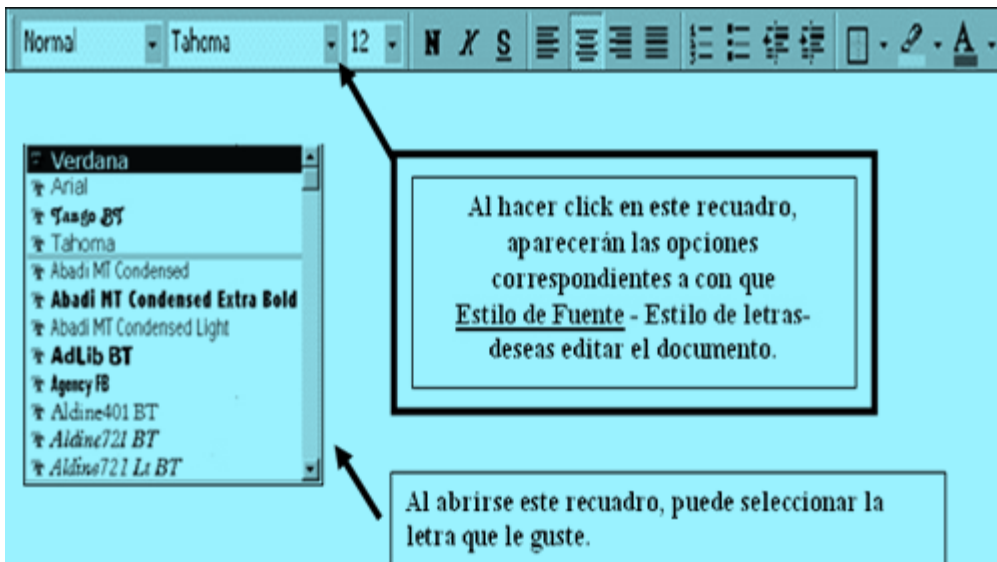 Normal Tahoma 12 N K S A
Verdana
Arial
Tango BT
Tahoma
Abadi MT Condensed
Abadi MT Condensed Extra Bold
Abadi MT Condensed Light
AdLib BT
Agency FB
Aldine401 BT
Aldine721 BT
Aldine721 Lt BT
Al hacer click en este recuadro,
aparecerán las opciones
correspondientes a con que
Estilo de Fuente - Estilo de letras-
deseas editar el documento.
Al abrirse este recuadro, puede seleccionar la
letra que le guste.